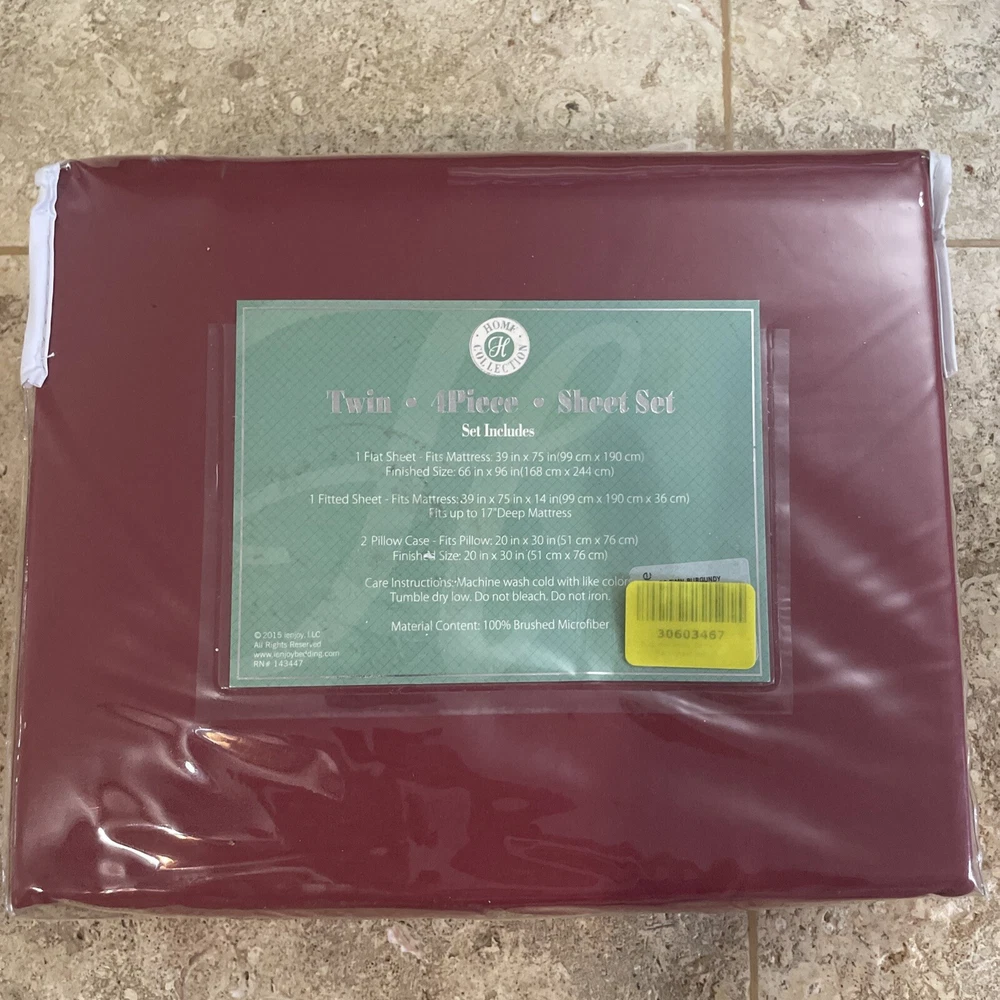 HOME
H
COLLECTION
Twin • 4Piece • Sheet Set
Set Includes
1 Flat Sheet - Fits Mattress: 39 in x 75 in(99 cm x 190 cm)
Finished Size: 66 in x 96 in(168 cm x 244 cm)
1 Fitted Sheet - Fits Mattress:39 in x 75 in x 14 in(99 cm x 190 cm x 36 cm)
Fits up to 17"Deep Mattress
2 Pillow Case - Fits Pillow: 20 in x 30 in(51 cm x 76 cm)
Finished Size: 20 in x 30 in (51 cm x 76 cm)
Care Instructions: Machine wash cold with like color
Tumble dry low. Do not bleach. Do not iron.
Material Content: 100% Brushed Microfiber
BURGUNDY
30603467
© 2015 ienjoy, LLC
All Rights Reserved
www.ienjoybedding.com
RN# 143447